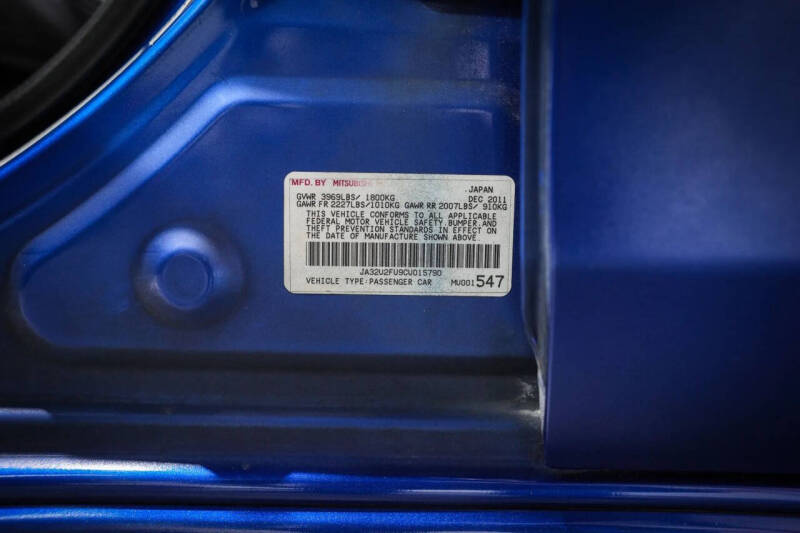 MFD. BY MITSUBISHI
JAPAN
GVWR 3969LBS/ 1800KG DEC 2011
GAWR FR 2227LBS/1010KG GAWR RR 2007LBS/ 910KG
THIS VEHICLE CONFORMS TO ALL APPLICABLE
FEDERAL MOTOR VEHICLE SAFETY,BUMPER,AND
THEFT PREVENTION STANDARDS IN EFFECT ON
THE DATE OF MANUFACTURE SHOWN ABOVE.
JA32U2FU9CU015790
VEHICLE TYPE:PASSENGER CAR MU001547